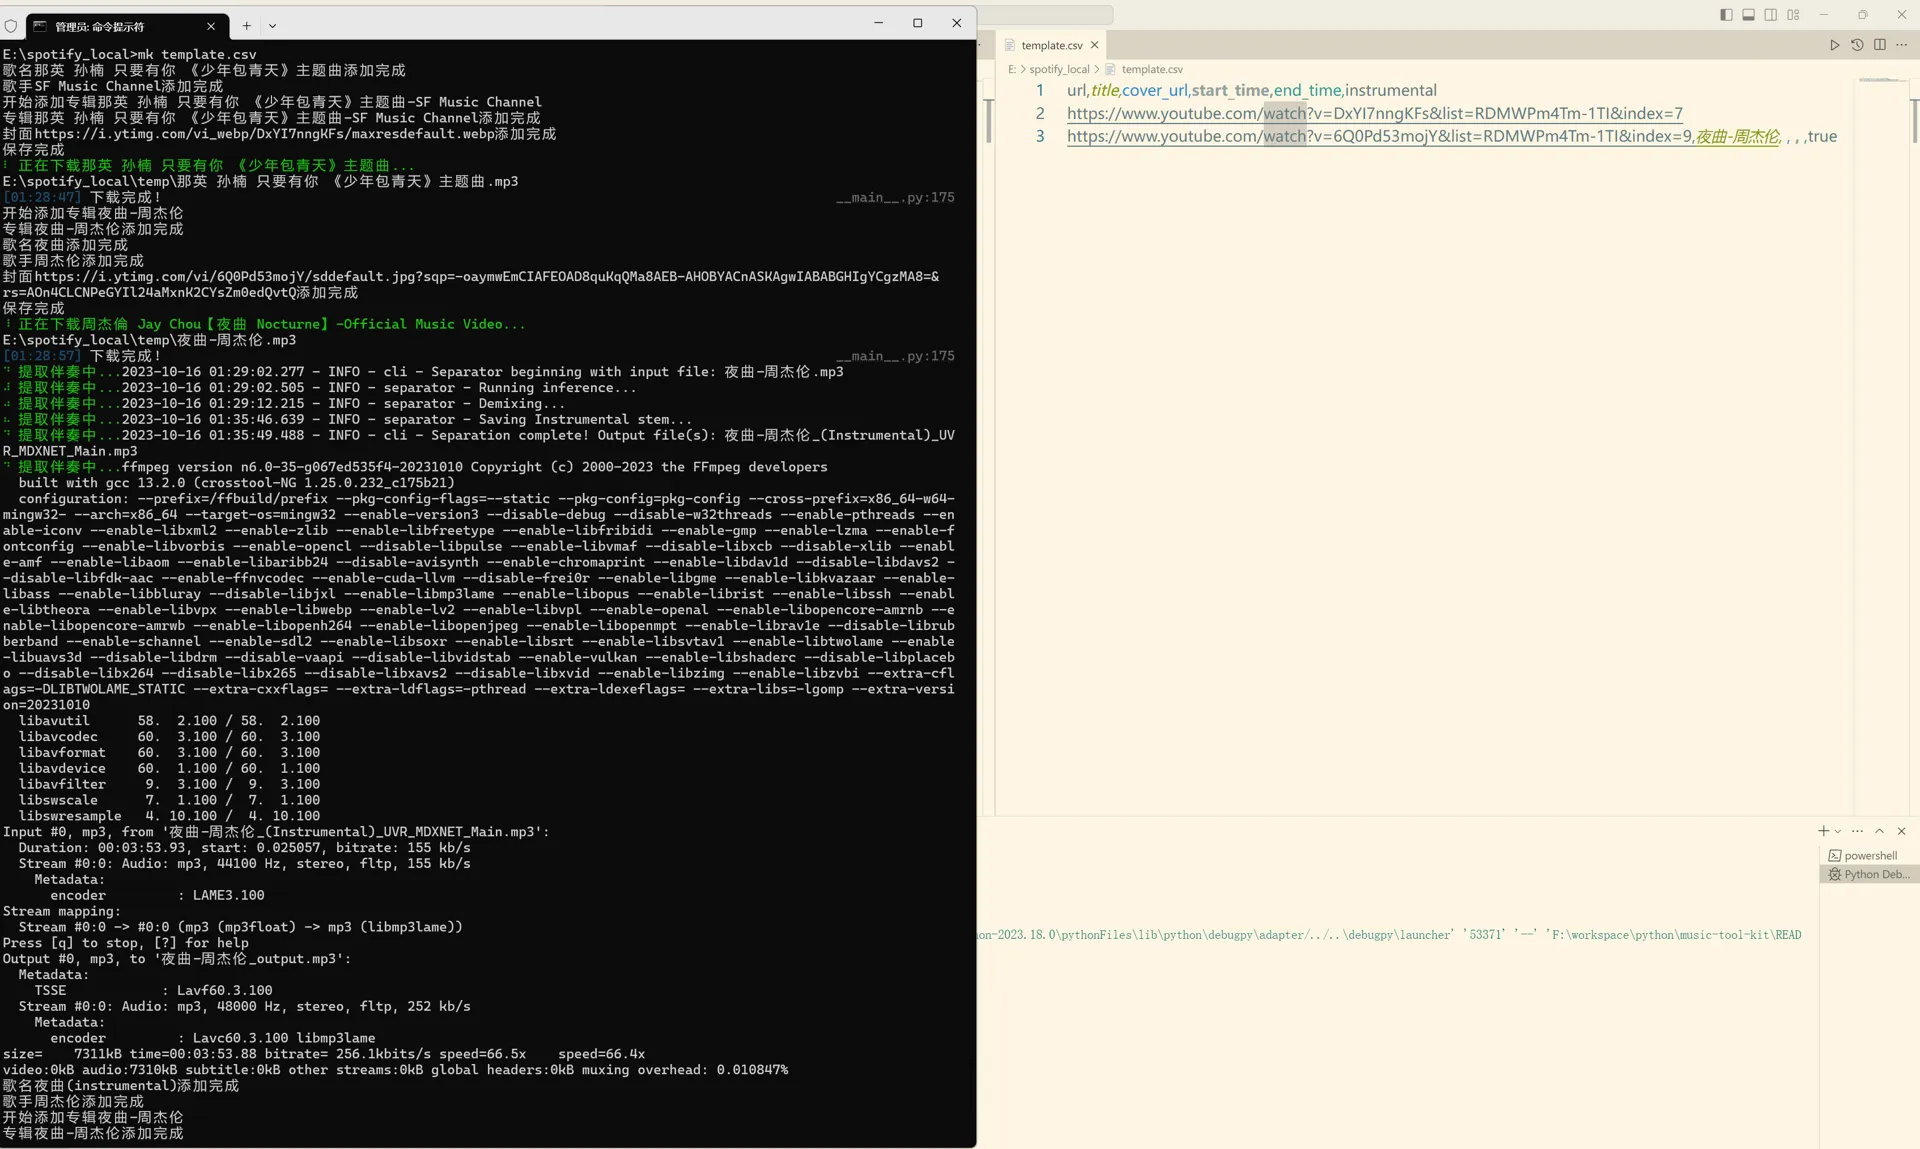 管理员: 命令提示符
E:\spotify_local>mk template.csv
歌名那英 孙楠 只要有你 《少年包青天》主题曲添加完成
歌手SF Music Channel添加完成
开始添加专辑那英 孙楠 只要有你 《少年包青天》主题曲-SF Music Channel
专辑那英 孙楠 只要有你 《少年包青天》主题曲-SF Music Channel添加完成
封面https://i.ytimg.com/vi_webp/DxYI7nngKFs/maxresdefault.webp添加完成
保存完成
正在下载那英 孙楠 只要有你 《少年包青天》主题曲...
E:\spotify_local\temp\那英 孙楠 只要有你 《少年包青天》主题曲.mp3
[01:28:47] 下载完成! __main__.py:175
开始添加专辑夜曲-周杰伦
专辑夜曲-周杰伦添加完成
歌名夜曲添加完成
歌手周杰伦添加完成
封面https://i.ytimg.com/vi/6Q0Pd53mojY/sddefault.jpg?sqp=-oaymwEmCIAFEOAD8quKqQMa8AEB-AHOBYACnASKAgwIABABGHIgYCgzMA8=&
rs=AOn4CLCNPeGYIl24aMxnK2CYsZm0edQvtQ添加完成
保存完成
正在下载周杰倫 Jay Chou【夜曲 Nocturne】-Official Music Video...
E:\spotify_local\temp\夜曲-周杰伦.mp3
[01:28:57] 下载完成! __main__.py:175
提取伴奏中...2023-10-16 01:29:02.277 - INFO - cli - Separator beginning with input file: 夜曲-周杰伦.mp3
提取伴奏中...2023-10-16 01:29:02.505 - INFO - separator - Running inference...
提取伴奏中...2023-10-16 01:29:12.215 - INFO - separator - Demixing...
提取伴奏中...2023-10-16 01:35:46.639 - INFO - separator - Saving Instrumental stem...
提取伴奏中...2023-10-16 01:35:49.488 - INFO - cli - Separation complete! Output file(s): 夜曲-周杰伦_(Instrumental)_UV
R_MDXNET_Main.mp3
提取伴奏中...ffmpeg version n6.0-35-g067ed535f4-20231010 Copyright (c) 2000-2023 the FFmpeg developers
built with gcc 13.2.0 (crosstool-NG 1.25.0.232_c175b21)
configuration: --prefix=/ffbuild/prefix --pkg-config-flags=--static --pkg-config=pkg-config --cross-prefix=x86_64-w64-
mingw32- --arch=x86_64 --target-os=mingw32 --enable-version3 --disable-debug --disable-w32threads --enable-pthreads --en
able-iconv --enable-libxml2 --enable-zlib --enable-libfreetype --enable-libfribidi --enable-gmp --enable-lzma --enable-f
ontconfig --enable-libvorbis --enable-opencl --disable-libpulse --enable-libvmaf --disable-libxcb --disable-xlib --enabl
e-amf --enable-libaom --enable-libaribb24 --disable-avisynth --enable-chromaprint --enable-libdav1d --disable-libdavs2 -
-disable-libfdk-aac --enable-ffnvcodec --enable-cuda-llvm --disable-frei0r --enable-libgme --enable-libkvazaar --enable-
libass --enable-libbluray --disable-libjxl --enable-libmp3lame --enable-libopus --enable-librist --enable-libssh --enabl
e-libtheora --enable-libvpx --enable-libwebp --enable-lv2 --enable-libvpl --enable-openal --enable-libopencore-amrnb --e
nable-libopencore-amrwb --enable-libopenh264 --enable-libopenjpeg --enable-libopenmpt --enable-librav1e --disable-librub
berband --enable-schannel --enable-sdl2 --enable-libsoxr --enable-libsrt --enable-libsvtav1 --enable-libtwolame --enable
-libuavs3d --disable-libdrm --disable-vaapi --disable-libvidstab --enable-vulkan --enable-libshaderc --disable-libplaceb
o --disable-libx264 --disable-libx265 --disable-libxavs2 --disable-libxvid --enable-libzimg --enable-libzvbi --extra-cfl
ags=-DLIBTWOLAME_STATIC --extra-cxxflags= --extra-ldflags=-pthread --extra-ldexeflags= --extra-libs=-lgomp --extra-versi
on=20231010
libavutil 58. 2.100 / 58. 2.100
libavcodec 60. 3.100 / 60. 3.100
libavformat 60. 3.100 / 60. 3.100
libavdevice 60. 1.100 / 60. 1.100
libavfilter 9. 3.100 / 9. 3.100
libswscale 7. 1.100 / 7. 1.100
libswresample 4. 10.100 / 4. 10.100
Input #0, mp3, from '夜曲-周杰伦_(Instrumental)_UVR_MDXNET_Main.mp3':
Duration: 00:03:53.93, start: 0.025057, bitrate: 155 kb/s
Stream #0:0: Audio: mp3, 44100 Hz, stereo, fltp, 155 kb/s
Metadata:
encoder : LAME3.100
Stream mapping:
Stream #0:0 -> #0:0 (mp3 (mp3float) -> mp3 (libmp3lame))
Press [q] to stop, [?] for help
Output #0, mp3, to '夜曲-周杰伦_output.mp3':
Metadata:
TSSE : Lavf60.3.100
Stream #0:0: Audio: mp3, 48000 Hz, stereo, fltp, 252 kb/s
Metadata:
encoder : Lavc60.3.100 libmp3lame
size= 7311kB time=00:03:53.88 bitrate= 256.1kbits/s speed=66.5x speed=66.4x
video:0kB audio:7310kB subtitle:0kB other streams:0kB global headers:0kB muxing overhead: 0.010847%
歌名夜曲(instrumental)添加完成
歌手周杰伦添加完成
开始添加专辑夜曲-周杰伦
专辑夜曲-周杰伦添加完成
template.csv
E: > spotify_local > template.csv
1 url,title,cover_url,start_time,end_time,instrumental
2 https://www.youtube.com/watch?v=DxYI7nngKFs&list=RDMWPm4Tm-1TI&index=7
3 https://www.youtube.com/watch?v=6Q0Pd53mojY&list=RDMWPm4Tm-1TI&index=9,夜曲-周杰伦, , , ,true
powershell
Python Deb...
on-2023.18.0\pythonFiles\lib\python\debugpy\adapter/../..\debugpy\launcher' '53371' '--' 'F:\workspace\python\music-tool-kit\READ